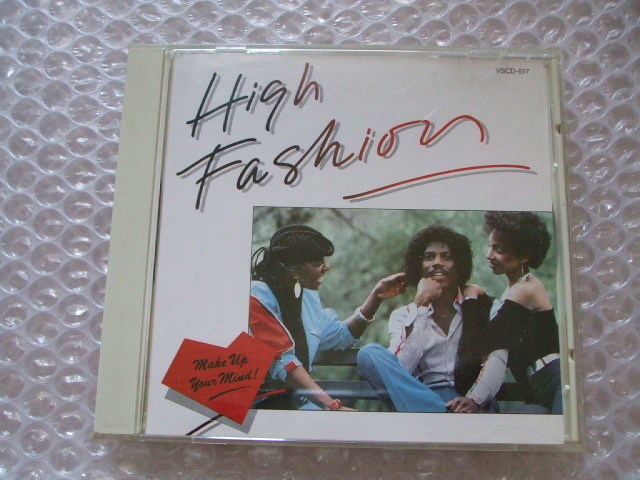 VSCD-517
High
Fashion
Make Up
Your Mind!